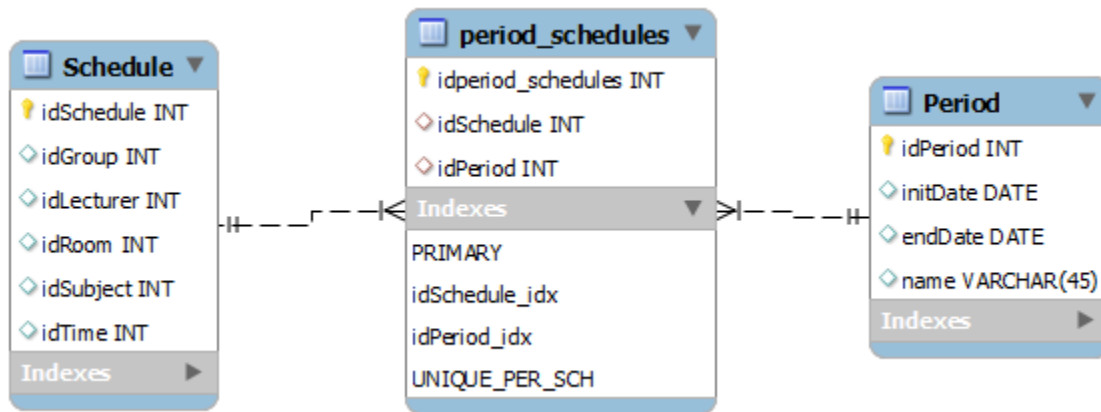 Schedule
idSchedule INT
idGroup INT
idLecturer INT
idRoom INT
idSubject INT
idTime INT
Indexes
period_schedules
idperiod_schedules INT
idSchedule INT
idPeriod INT
Indexes
PRIMARY
idSchedule_idx
idPeriod_idx
UNIQUE_PER_SCH
Period
idPeriod INT
initDate DATE
endDate DATE
name VARCHAR(45)
Indexes